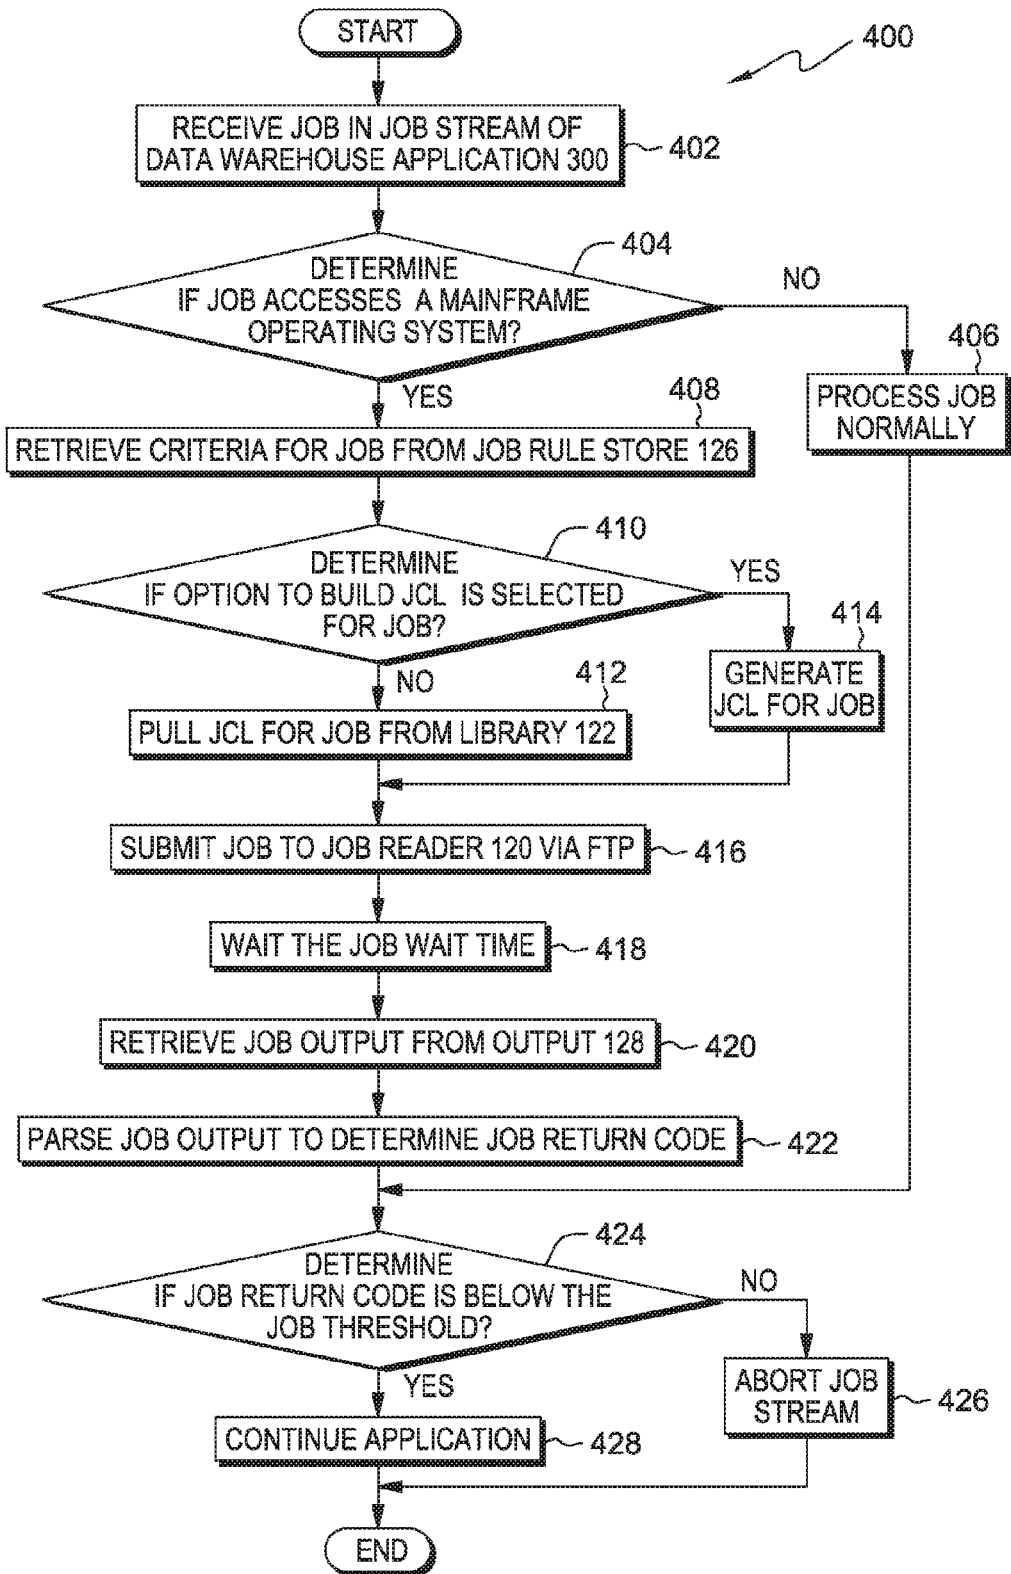 START
400
RECEIVE JOB IN JOB STREAM OF
DATA WAREHOUSE APPLICATION 300
402
404
DETERMINE
IF JOB ACCESSES A MAINFRAME
OPERATING SYSTEM?
NO
YES
406
PROCESS JOB
NORMALLY
408
RETRIEVE CRITERIA FOR JOB FROM JOB RULE STORE 126
410
DETERMINE
IF OPTION TO BUILD JCL IS SELECTED
FOR JOB?
YES
NO
414
GENERATE
JCL FOR JOB
412
PULL JCL FOR JOB FROM LIBRARY 122
SUBMIT JOB TO JOB READER 120 VIA FTP
416
WAIT THE JOB WAIT TIME
418
RETRIEVE JOB OUTPUT FROM OUTPUT 128
420
PARSE JOB OUTPUT TO DETERMINE JOB RETURN CODE
422
424
DETERMINE
IF JOB RETURN CODE IS BELOW THE
JOB THRESHOLD?
NO
YES
ABORT JOB
STREAM
426
CONTINUE APPLICATION
428
END